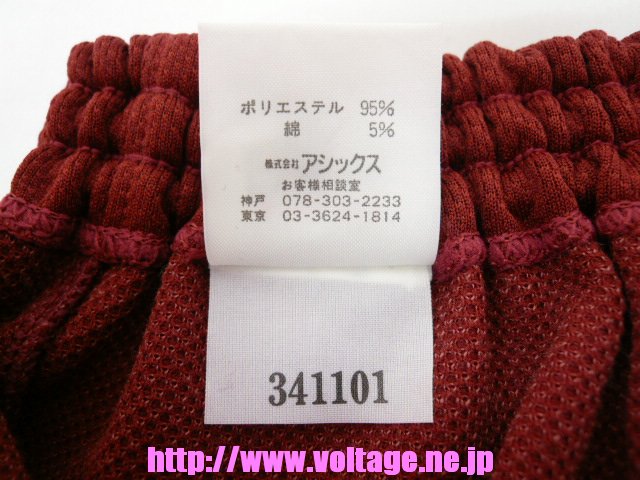 ポリエステル 95%
綿 5%
株式会社アシックス
お客様相談室
神戸 078-303-2233
東京 03-3624-1814
341101
http://www.voltage.ne.jp